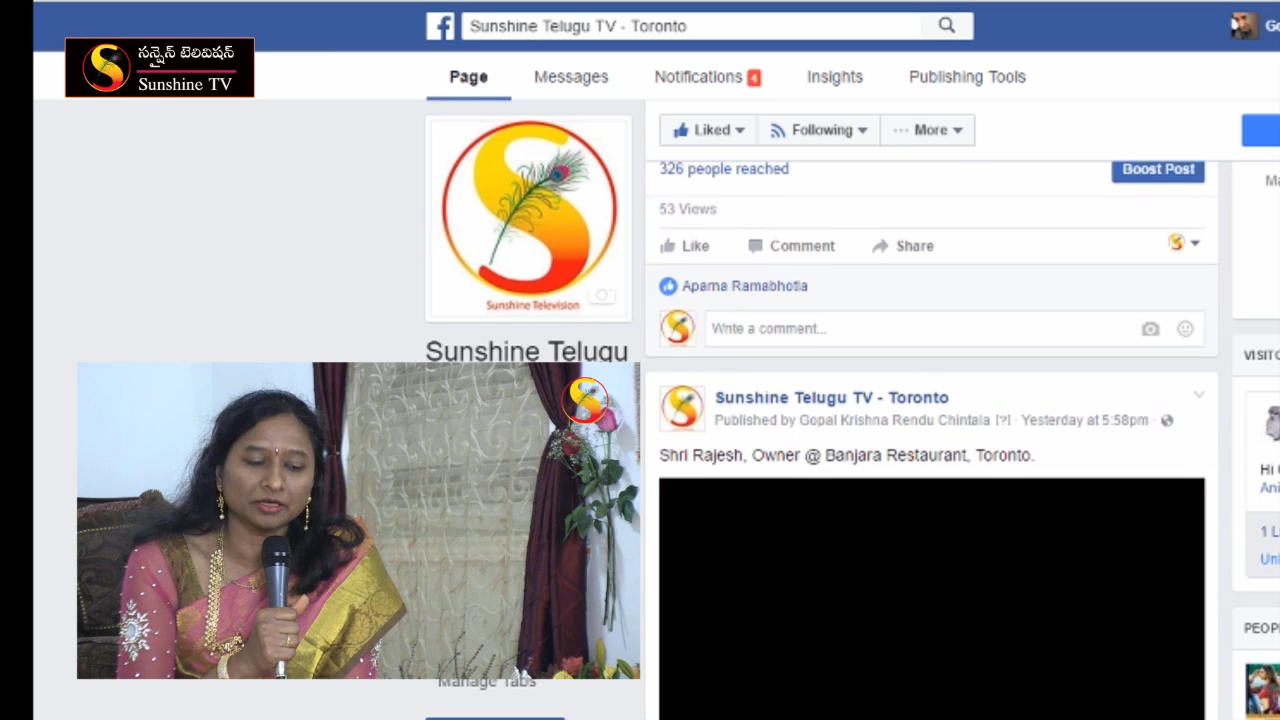 Sunshine Telugu TV - Toronto
సన్షైన్ టెలివిషన్
Sunshine TV
Page Messages Notifications 4 Insights Publishing Tools
Liked Following More
326 people reached Boost Post
53 Views
Like Comment Share
Sunshine Television
Aparna Ramabhotla
Write a comment...
Sunshine Telugu
Sunshine Telugu TV - Toronto
Published by Gopal Krishna Rendu Chintala [?] · Yesterday at 5:58pm ·
Shri Rajesh, Owner @ Banjara Restaurant, Toronto.
Manage Tabs
Hi
1